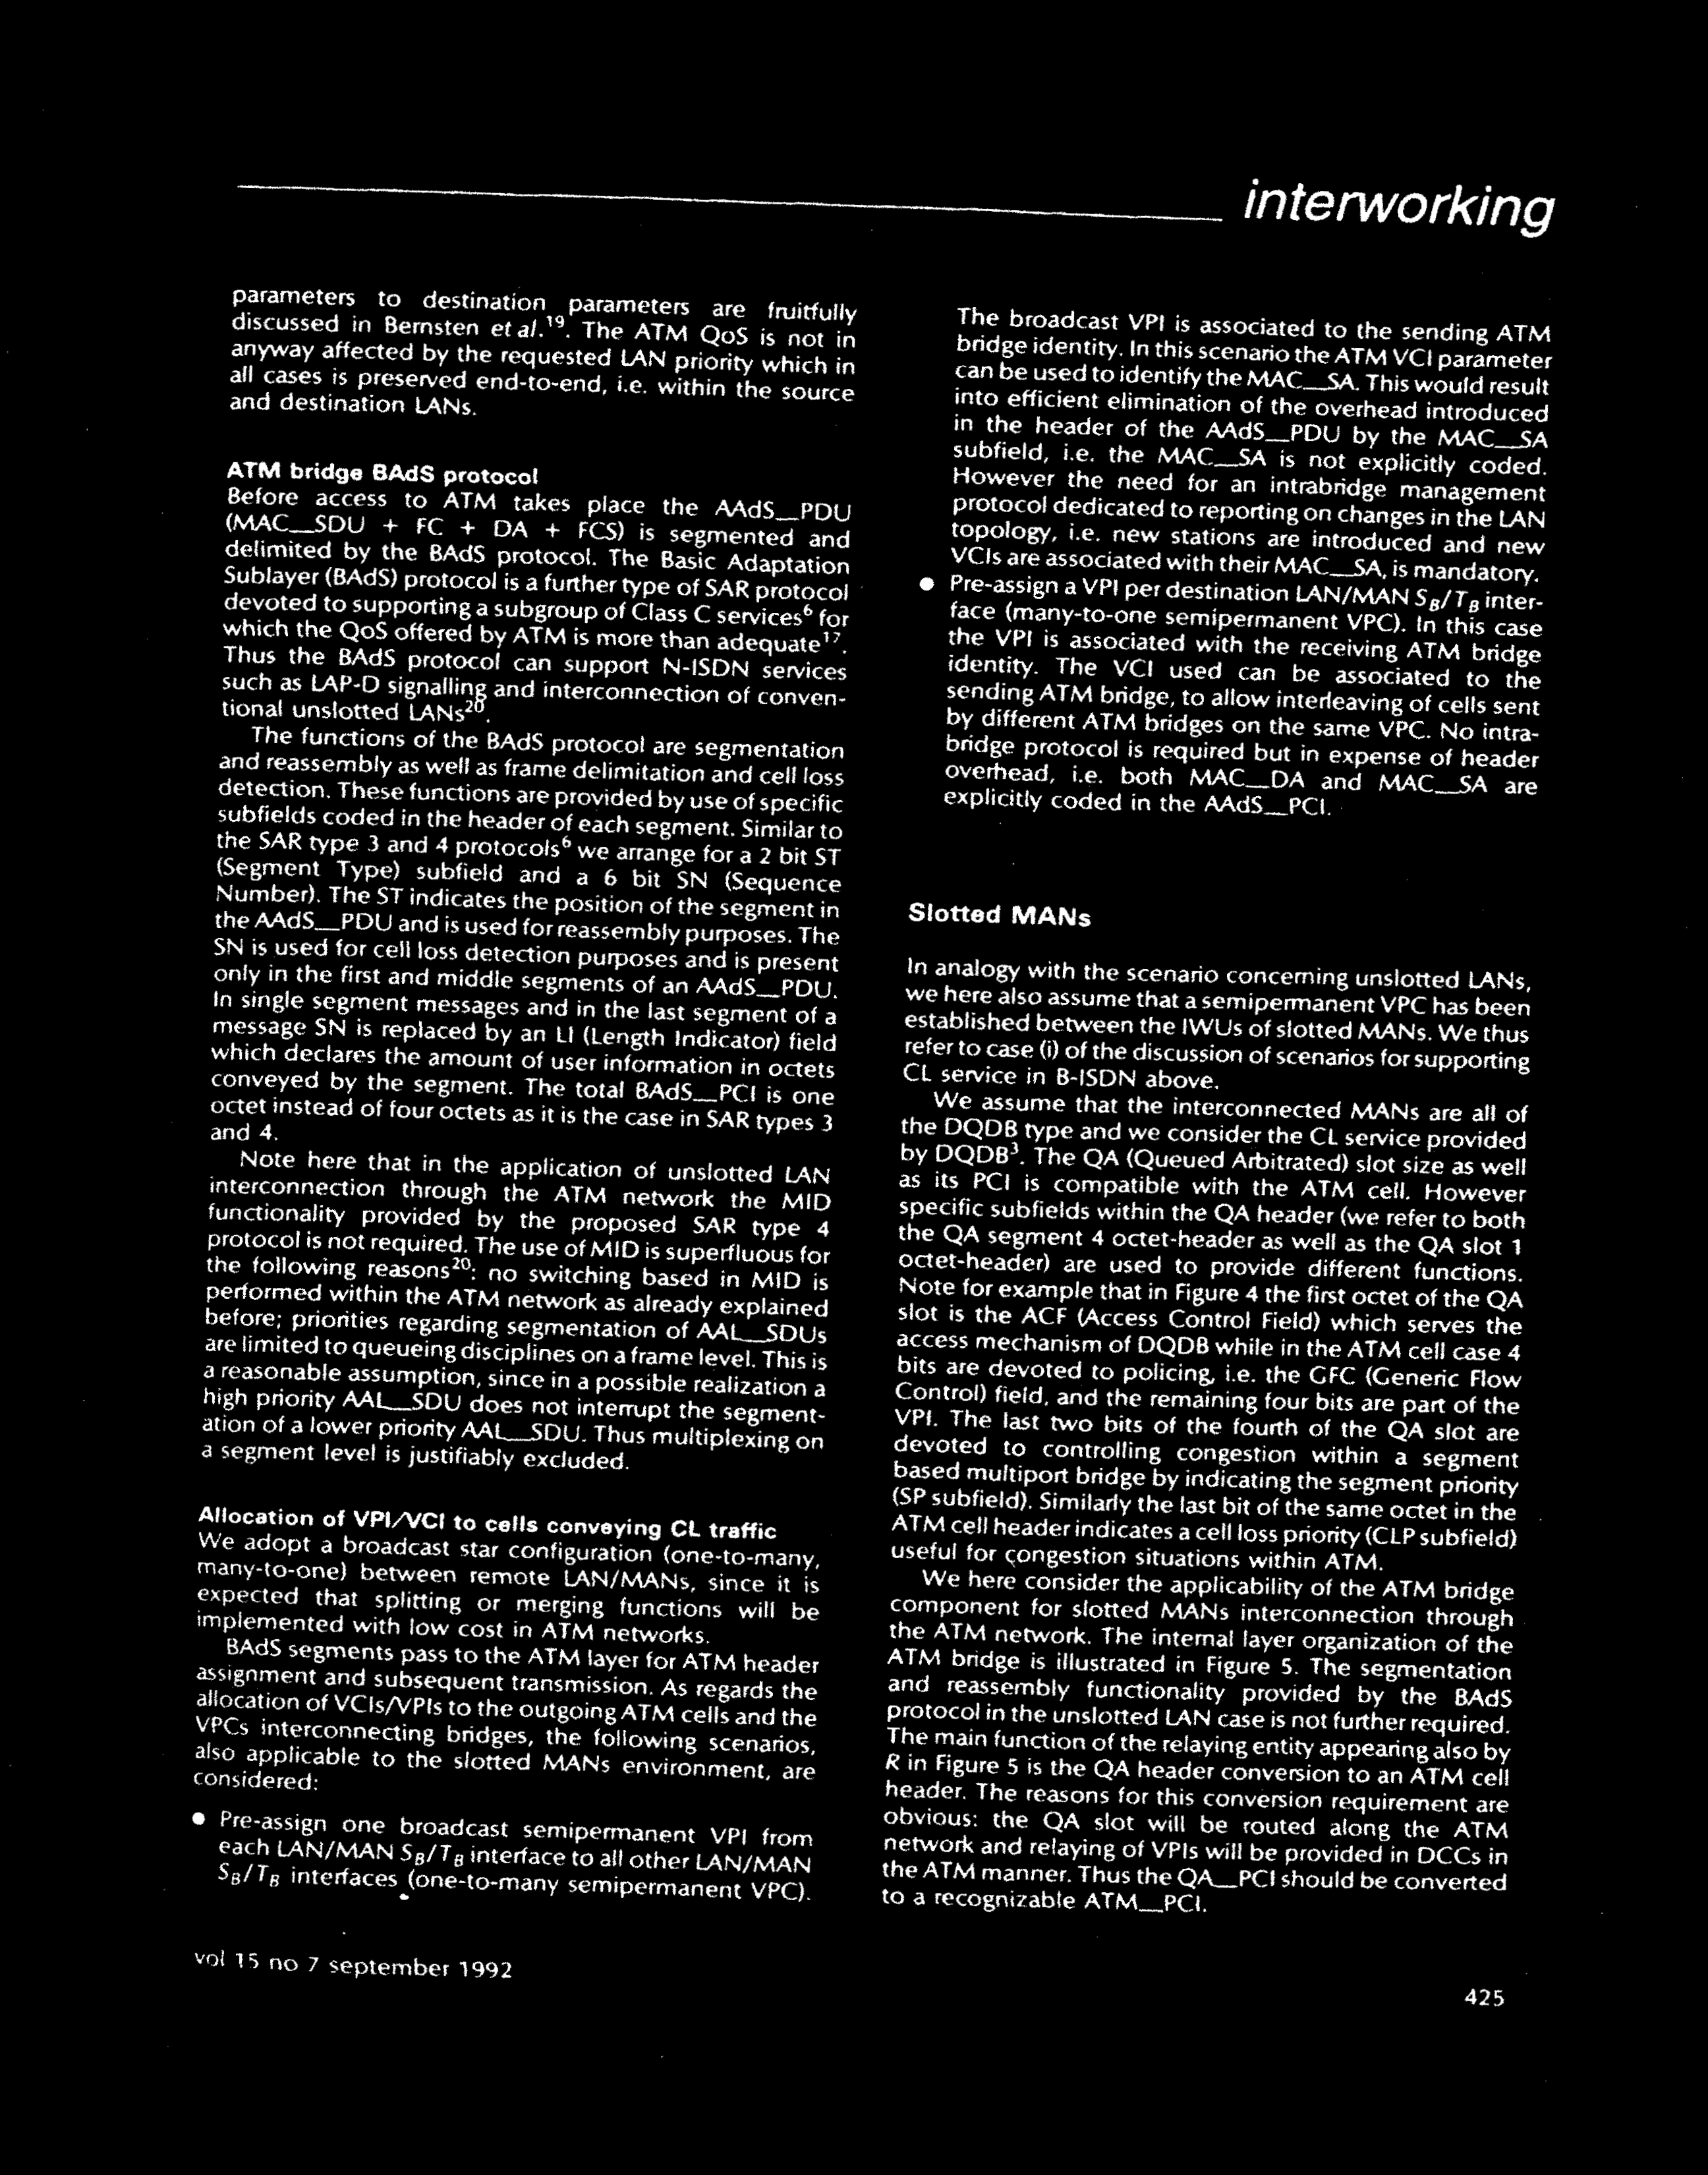 interworking
parameters to destination parameters are fruitfully
discussed in Bernsten et al.¹⁹. The ATM QoS is not in
anyway affected by the requested LAN priority which in
all cases is preserved end-to-end, i.e. within the source
and destination LANs.
ATM bridge BAdS protocol
Before access to ATM takes place the AAdS__PDU
(MAC__SDU + FC + DA + FCS) is segmented and
delimited by the BAdS protocol. The Basic Adaptation
Sublayer (BAdS) protocol is a further type of SAR protocol
devoted to supporting a subgroup of Class C services⁶ for
which the QoS offered by ATM is more than adequate¹⁷.
Thus the BAdS protocol can support N-ISDN services
such as LAP-D signalling and interconnection of conven-
tional unslotted LANs²⁰.
The functions of the BAdS protocol are segmentation
and reassembly as well as frame delimitation and cell loss
detection. These functions are provided by use of specific
subfields coded in the header of each segment. Similar to
the SAR type 3 and 4 protocols⁶ we arrange for a 2 bit ST
(Segment Type) subfield and a 6 bit SN (Sequence
Number). The ST indicates the position of the segment in
the AAdS__PDU and is used for reassembly purposes. The
SN is used for cell loss detection purposes and is present
only in the first and middle segments of an AAdS__PDU.
In single segment messages and in the last segment of a
message SN is replaced by an LI (Length Indicator) field
which declares the amount of user information in octets
conveyed by the segment. The total BAdS__PCI is one
octet instead of four octets as it is the case in SAR types 3
and 4.
Note here that in the application of unslotted LAN
interconnection through the ATM network the MID
functionality provided by the proposed SAR type 4
protocol is not required. The use of MID is superfluous for
the following reasons²⁰: no switching based in MID is
performed within the ATM network as already explained
before; priorities regarding segmentation of AAL__SDUs
are limited to queueing disciplines on a frame level. This is
a reasonable assumption, since in a possible realization a
high priority AAL__SDU does not interrupt the segment-
ation of a lower priority AAL__SDU. Thus multiplexing on
a segment level is justifiably excluded.
Allocation of VPI/VCI to cells conveying CL traffic
We adopt a broadcast star configuration (one-to-many,
many-to-one) between remote LAN/MANs, since it is
expected that splitting or merging functions will be
implemented with low cost in ATM networks.
BAdS segments pass to the ATM layer for ATM header
assignment and subsequent transmission. As regards the
allocation of VCIs/VPIs to the outgoing ATM cells and the
VPCs interconnecting bridges, the following scenarios,
also applicable to the slotted MANs environment, are
considered:
• Pre-assign one broadcast semipermanent VPI from
each LAN/MAN S_B/T_B interface to all other LAN/MAN
S_B/T_B interfaces (one-to-many semipermanent VPC).
The broadcast VPI is associated to the sending ATM
bridge identity. In this scenario the ATM VCI parameter
can be used to identify the MAC__SA. This would result
into efficient elimination of the overhead introduced
in the header of the AAdS__PDU by the MAC__SA
subfield, i.e. the MAC__SA is not explicitly coded.
However the need for an intrabridge management
protocol dedicated to reporting on changes in the LAN
topology, i.e. new stations are introduced and new
VCIs are associated with their MAC__SA, is mandatory.
• Pre-assign a VPI per destination LAN/MAN S_B/T_B inter-
face (many-to-one semipermanent VPC). In this case
the VPI is associated with the receiving ATM bridge
identity. The VCI used can be associated to the
sending ATM bridge, to allow interleaving of cells sent
by different ATM bridges on the same VPC. No intra-
bridge protocol is required but in expense of header
overhead, i.e. both MAC__DA and MAC__SA are
explicitly coded in the AAdS__PCI.
Slotted MANs
In analogy with the scenario concerning unslotted LANs,
we here also assume that a semipermanent VPC has been
established between the IWUs of slotted MANs. We thus
refer to case (i) of the discussion of scenarios for supporting
CL service in B-ISDN above.
We assume that the interconnected MANs are all of
the DQDB type and we consider the CL service provided
by DQDB³. The QA (Queued Arbitrated) slot size as well
as its PCI is compatible with the ATM cell. However
specific subfields within the QA header (we refer to both
the QA segment 4 octet-header as well as the QA slot 1
octet-header) are used to provide different functions.
Note for example that in Figure 4 the first octet of the QA
slot is the ACF (Access Control Field) which serves the
access mechanism of DQDB while in the ATM cell case 4
bits are devoted to policing, i.e. the GFC (Generic Flow
Control) field, and the remaining four bits are part of the
VPI. The last two bits of the fourth of the QA slot are
devoted to controlling congestion within a segment
based multiport bridge by indicating the segment priority
(SP subfield). Similarly the last bit of the same octet in the
ATM cell header indicates a cell loss priority (CLP subfield)
useful for congestion situations within ATM.
We here consider the applicability of the ATM bridge
component for slotted MANs interconnection through
the ATM network. The internal layer organization of the
ATM bridge is illustrated in Figure 5. The segmentation
and reassembly functionality provided by the BAdS
protocol in the unslotted LAN case is not further required.
The main function of the relaying entity appearing also by
R in Figure 5 is the QA header conversion to an ATM cell
header. The reasons for this conversion requirement are
obvious: the QA slot will be routed along the ATM
network and relaying of VPIs will be provided in DCCs in
the ATM manner. Thus the QA__PCI should be converted
to a recognizable ATM__PCI.
vol 15 no 7 september 1992
425